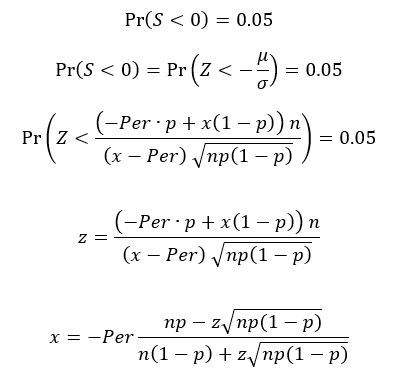 Pr(S < 0) = 0.05
Pr(S < 0) = Pr(Z < −μ/σ) = 0.05
Pr(Z < (−Per · p + x(1 − p)) n / (x − Per) √np(1 − p)) = 0.05
z = (−Per · p + x(1 − p)) n / (x − Per) √np(1 − p)
x = −Per np − z√np(1 − p) / n(1 − p) + z√np(1 − p)